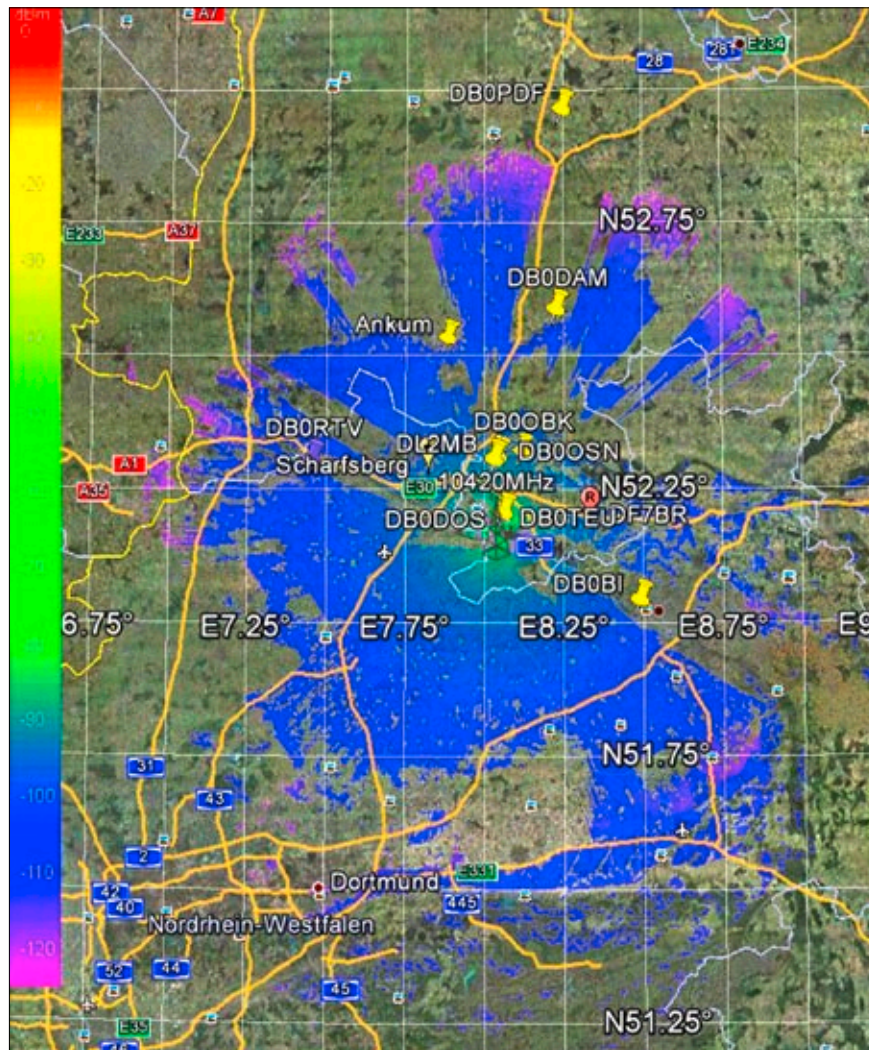 dBm
0
A7
E234
281
28
DB0PDF
-20
N52.75°
A37
E233
-30
DB0DAM
Ankum
DB0OBK
DB0RTV
DL2MB
DB0OSN
A1
Scharfsberg
10420MHz
E30
N52.25°
A35
R
DB0DOS
DB0TEU
DF7BR
33
-70
DB0BI
6.75°
E7.25°
E7.75°
E8.25°
E8.75°
E9
-90
N51.75°
31
-100
43
2
-110
E331
Dortmund
42
445
40
Nordrhein-Westfalen
-120
52
44
45
E35
N51.25°